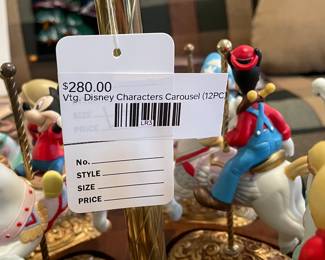 $280.00
Vtg. Disney Characters Carousel (12PC
LR3
SIZE
PRICE
No.
STYLE
SIZE
PRICE